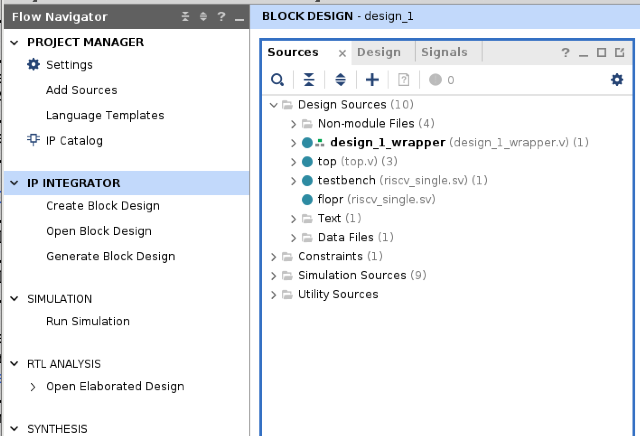 Flow Navigator
PROJECT MANAGER
Settings
Add Sources
Language Templates
IP Catalog
IP INTEGRATOR
Create Block Design
Open Block Design
Generate Block Design
SIMULATION
Run Simulation
RTL ANALYSIS
Open Elaborated Design
SYNTHESIS
BLOCK DESIGN - design_1
Sources Design Signals
0
Design Sources (10)
Non-module Files (4)
design_1_wrapper (design_1_wrapper.v) (1)
top (top.v) (3)
testbench (riscv_single.sv) (1)
flopr (riscv_single.sv)
Text (1)
Data Files (1)
Constraints (1)
Simulation Sources (9)
Utility Sources